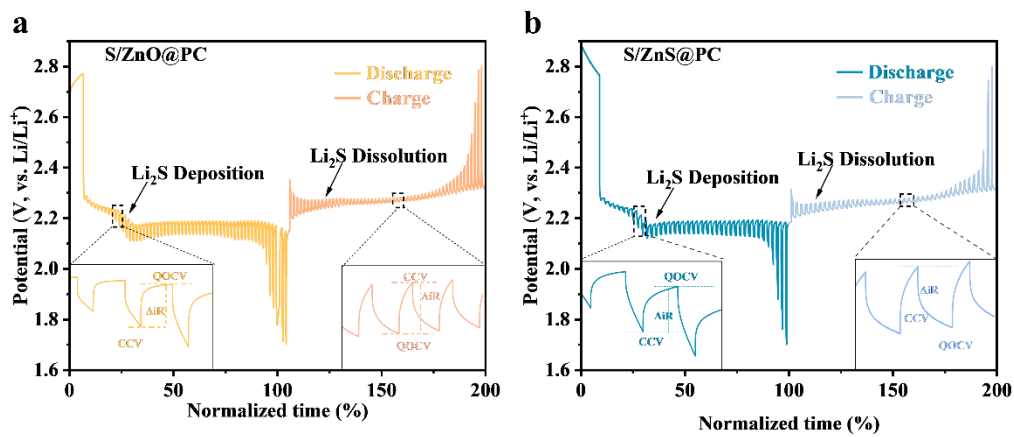 a
S/ZnO@PC
Discharge
Charge
Li₂S Dissolution
Li₂S Deposition
QOCV
ΔiR
CCV
CCV
ΔiR
QOCV
2.8
2.6
2.4
2.2
2.0
1.8
1.6
0
50
100
150
200
Potential (V, vs. Li/Li⁺)
Normalized time (%)
b
S/ZnS@PC
Discharge
Charge
Li₂S Dissolution
Li₂S Deposition
QOCV
ΔiR
CCV
ΔiR
CCV
QOCV
2.8
2.6
2.4
2.2
2.0
1.8
1.6
0
50
100
150
200
Potential (V, vs. Li/Li⁺)
Normalized time (%)